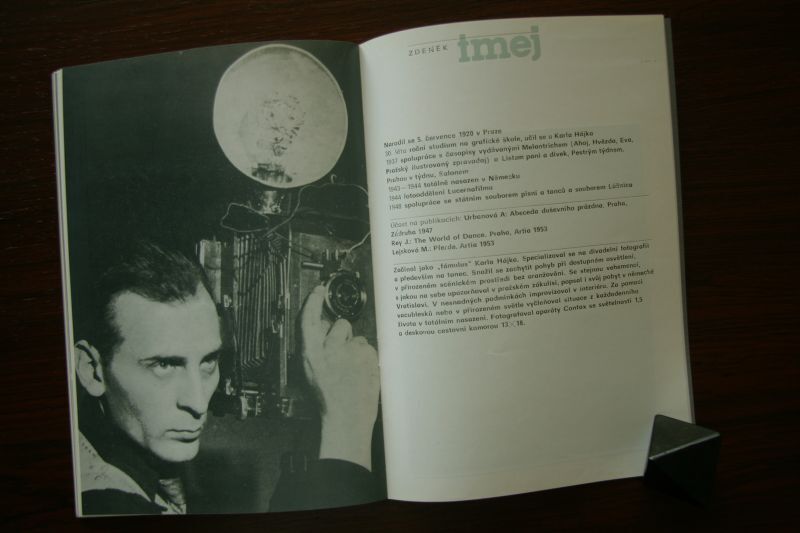 ZDENĚK tmej
Narodil se 5. července 1920 v Praze
30. léta roční studium na grafické škole, učil se u Karla Hájka
1937 spolupráce s časopisy vydávanými Melantrichem (Ahoj, Hvězda, Eva,
Pražský ilustrovaný zpravodaj) a Listem paní a dívek, Pestrým týdnem,
Prahou v týdnu, Salonem
1943–1944 totálně nasazen v Německu
1944 fotooddělení Lucernafilmu
1948 spolupráce se státním souborem písní a tanců a souborem Lúčnica
Účast na publikacích: Urbanová A: Abeceda duševního prázdna. Praha,
Zádruha 1947
Rey J.: The World of Dance. Praha, Artia 1953
Lejsková M.: Artia 1953
Začínal jako „fámulus" Karla Hájka. Specializoval se na divadelní fotografii
a především na tanec. Snažil se zachytit pohyb při dostupném osvětlení,
v přirozeném scénickém prostředí bez aranžování. Se stejnou vehemencí,
s jakou na sebe upozorňoval v pražském zákulisí, popsal i svůj pobyt v německé
Vratislavi. V nesnadných podmínkách improvizoval v interiéru. Za pomoci
vacublesků nebo v přirozeném světle vyčleňoval situace z každodenního
života v totálním nasazení. Fotografoval aparáty Contax se světelností 1,5
a deskovou cestovní komorou 13×18.